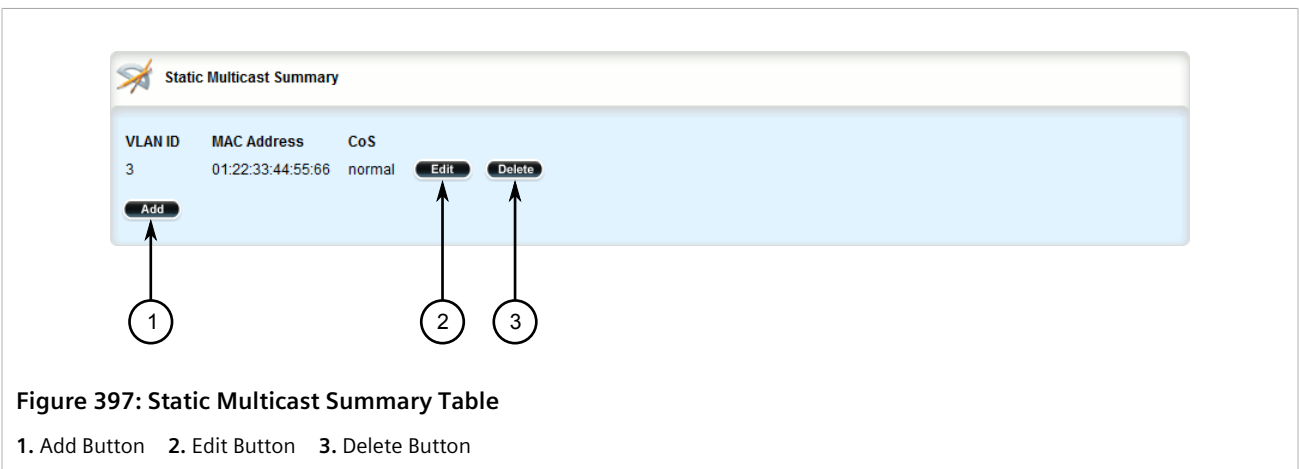 Static Multicast Summary
VLAN ID MAC Address CoS
3 01:22:33:44:55:66 normal Edit Delete
Add
1 2 3
Figure 397: Static Multicast Summary Table
1. Add Button 2. Edit Button 3. Delete Button